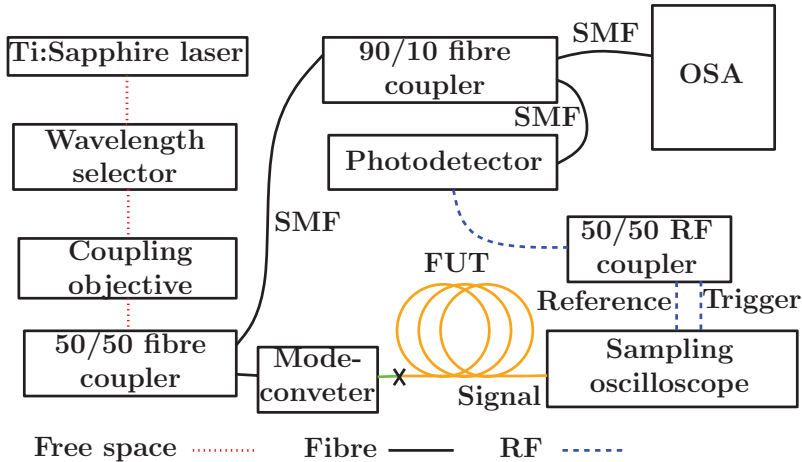 Ti:Sapphire laser
Wavelength
selector
Coupling
objective
50/50 fibre
coupler
SMF
90/10 fibre
coupler
SMF
OSA
SMF
Photodetector
50/50 RF
coupler
Reference
Trigger
Mode-
conveter
FUT
Signal
Sampling
oscilloscope
Free space
Fibre
RF